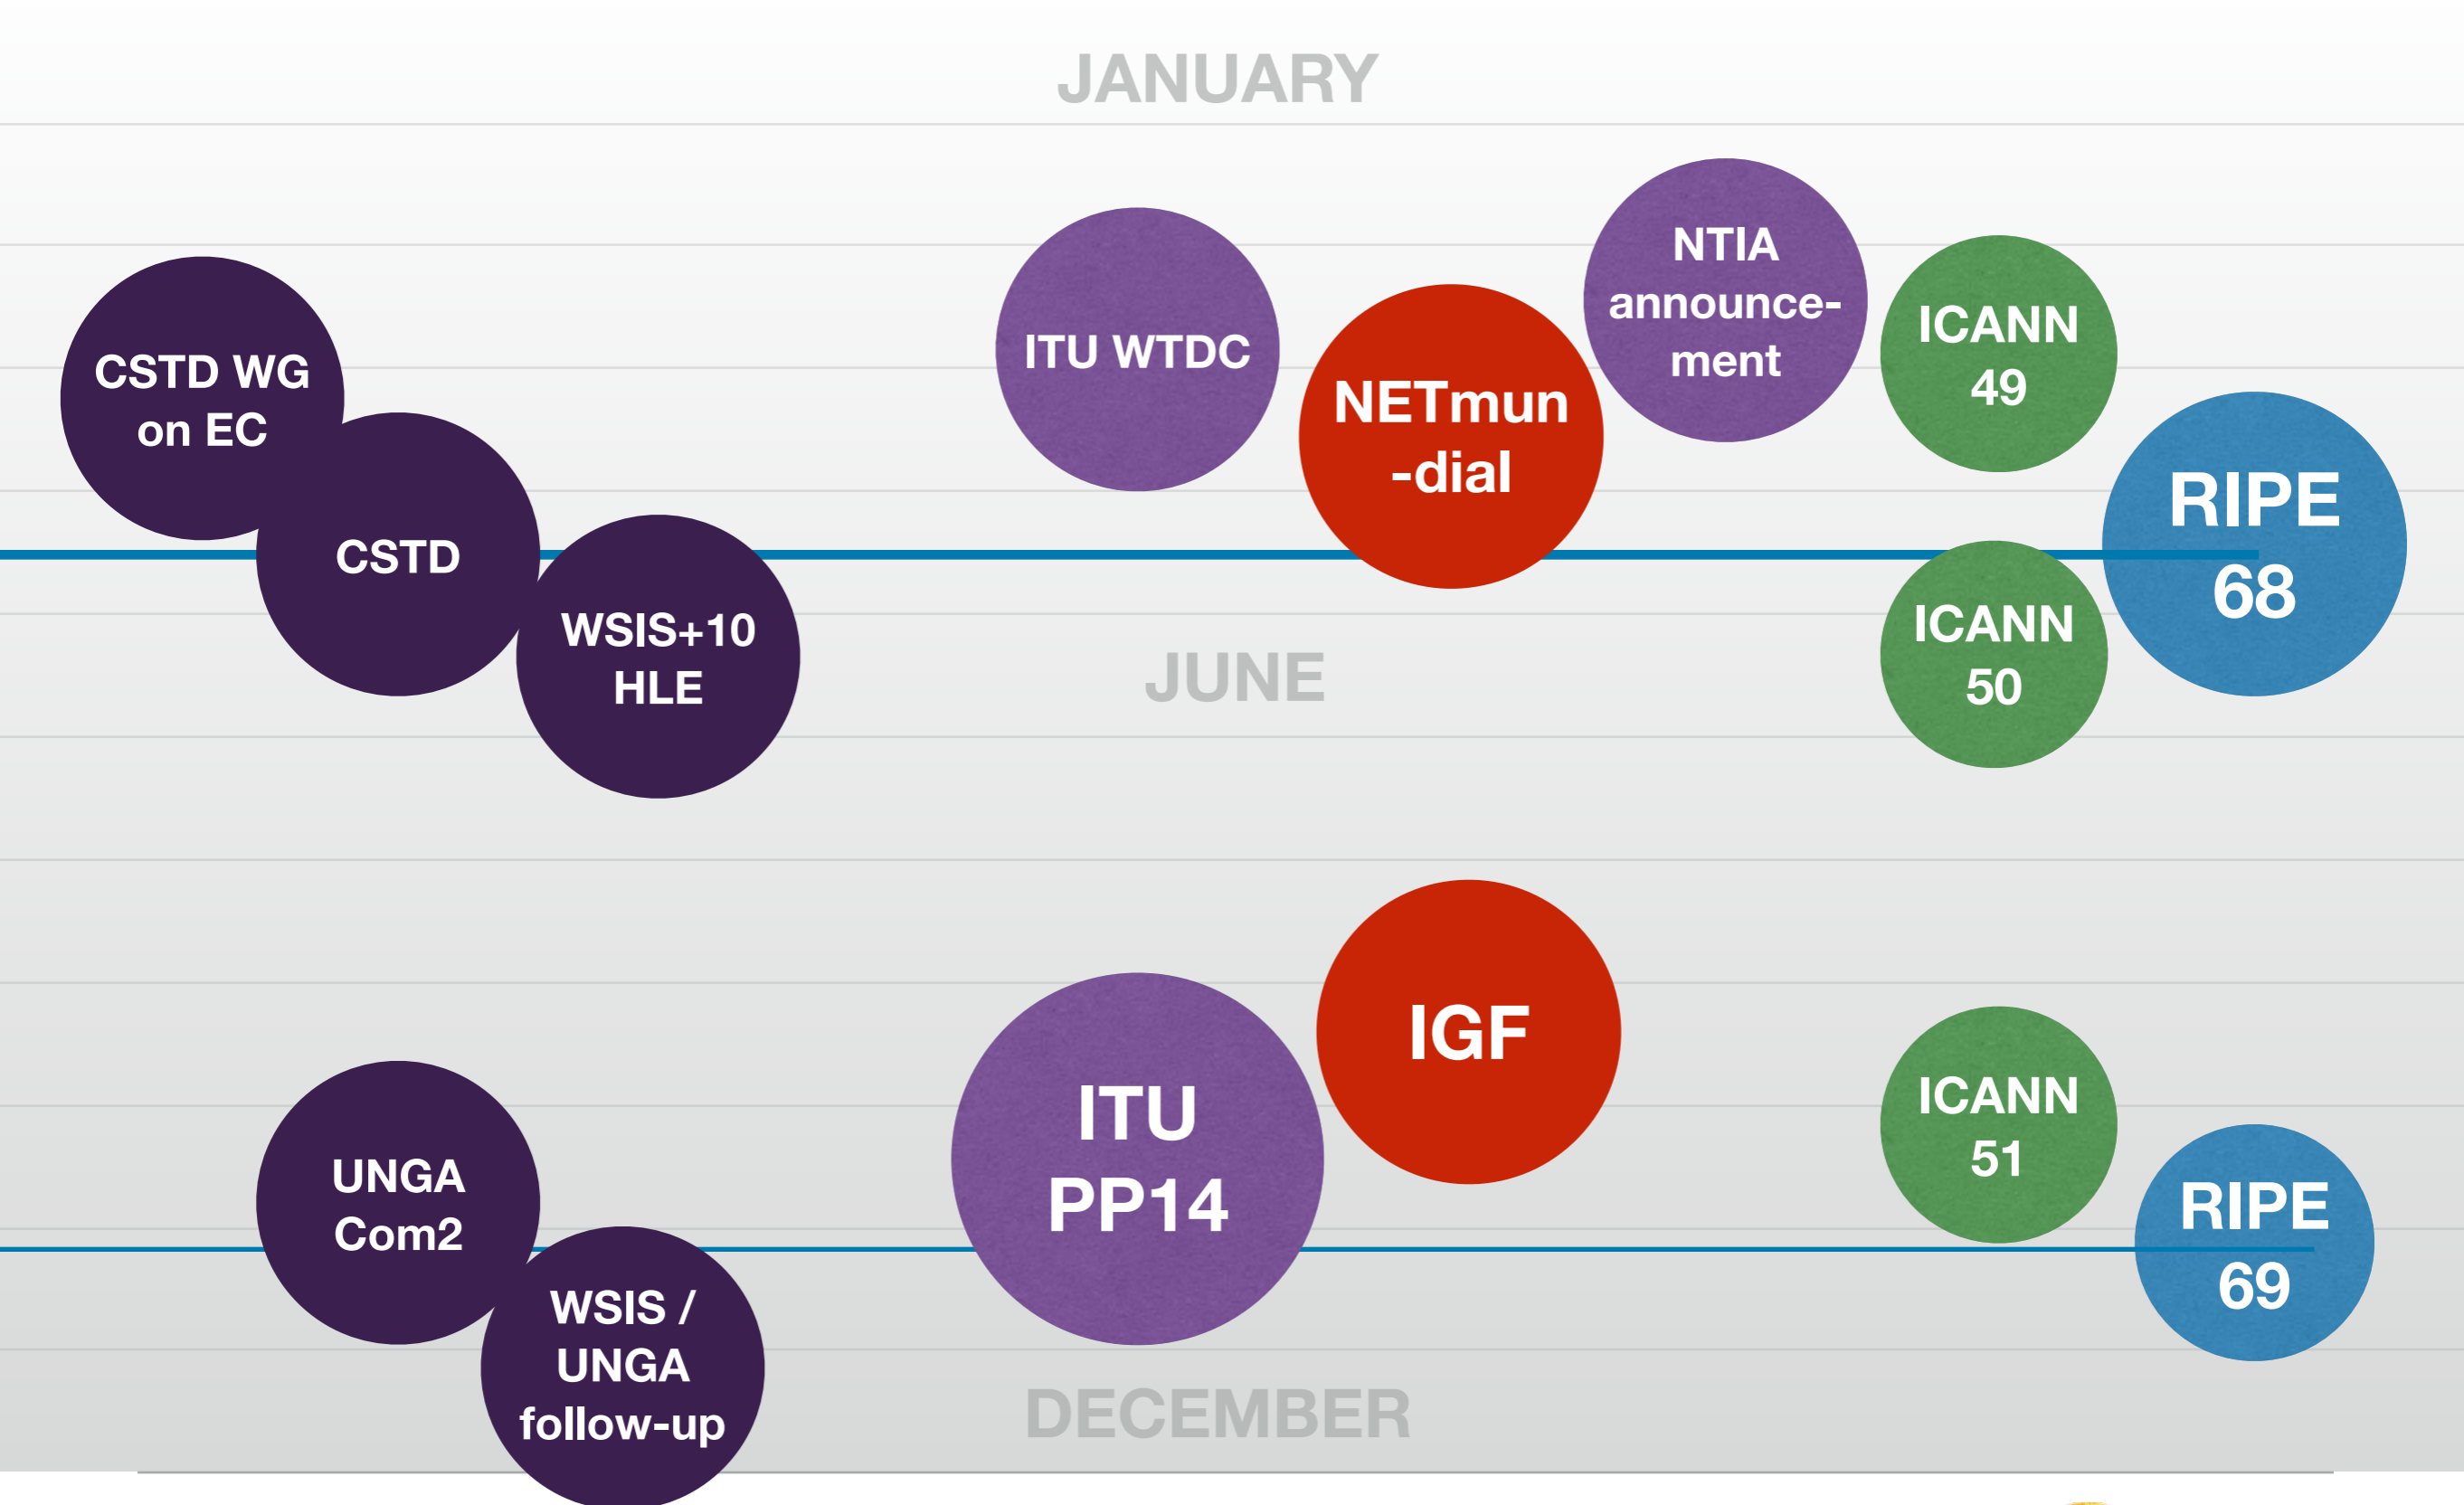 JANUARY
CSTD WG
on EC
CSTD
WSIS+10
HLE
ITU WTDC
NETmun
-dial
NTIA
announce-
ment
ICANN
49
RIPE
68
ICANN
50
JUNE
UNGA
Com2
WSIS /
UNGA
follow-up
ITU
PP14
IGF
ICANN
51
RIPE
69
DECEMBER